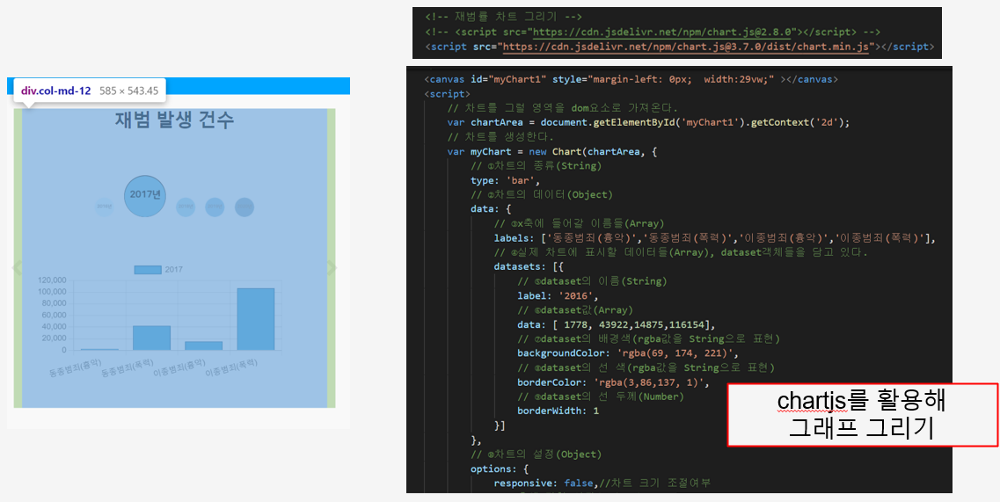 <!-- 재범률 차트 그리기 -->
<!-- <script src="https://cdn.jsdelivr.net/npm/chart.js@2.8.0"></script> -->
<script src="https://cdn.jsdelivr.net/npm/chart.js@3.7.0/dist/chart.min.js"></script>
div.col-md-12 585 × 543.45
재범 발생 건수
2017년
2017
120,000
100,000
80,000
60,000
40,000
20,000
0
동종범죄(흉악)
동종범죄(폭력)
이종범죄(흉악)
이종범죄(폭력)
<canvas id="myChart1" style="margin-left: 0px;  width:29vw;" ></canvas>
<script>
// 차트를 그럴 영역을 dom요소로 가져온다.
var chartArea = document.getElementById('myChart1').getContext('2d');
// 차트를 생성한다.
var myChart = new Chart(chartArea, {
// ①차트의 종류(String)
type: 'bar',
// ②차트의 데이터(Object)
data: {
// ③x축에 들어갈 이름들(Array)
labels: ['동종범죄(흉악)','동종범죄(폭력)','이종범죄(흉악)','이종범죄(폭력)'],
// ④실제 차트에 표시할 데이터들(Array), dataset객체들을 담고 있다.
datasets: [{
// ⑤dataset의 이름(String)
label: '2016',
// ⑥dataset값(Array)
data: [ 1778, 43922,14875,116154],
// ⑦dataset의 배경색(rgba값을 String으로 표현)
backgroundColor: 'rgba(69, 174, 221)',
// ⑧dataset의 선 색(rgba값을 String으로 표현)
borderColor: 'rgba(3,86,137, 1)',
// ⑨dataset의 선 두께(Number)
borderWidth: 1
}]
},
// ⑩차트의 설정(Object)
options: {
responsive: false,//차트 크기 조절여부
chartjs를 활용해
그래프 그리기